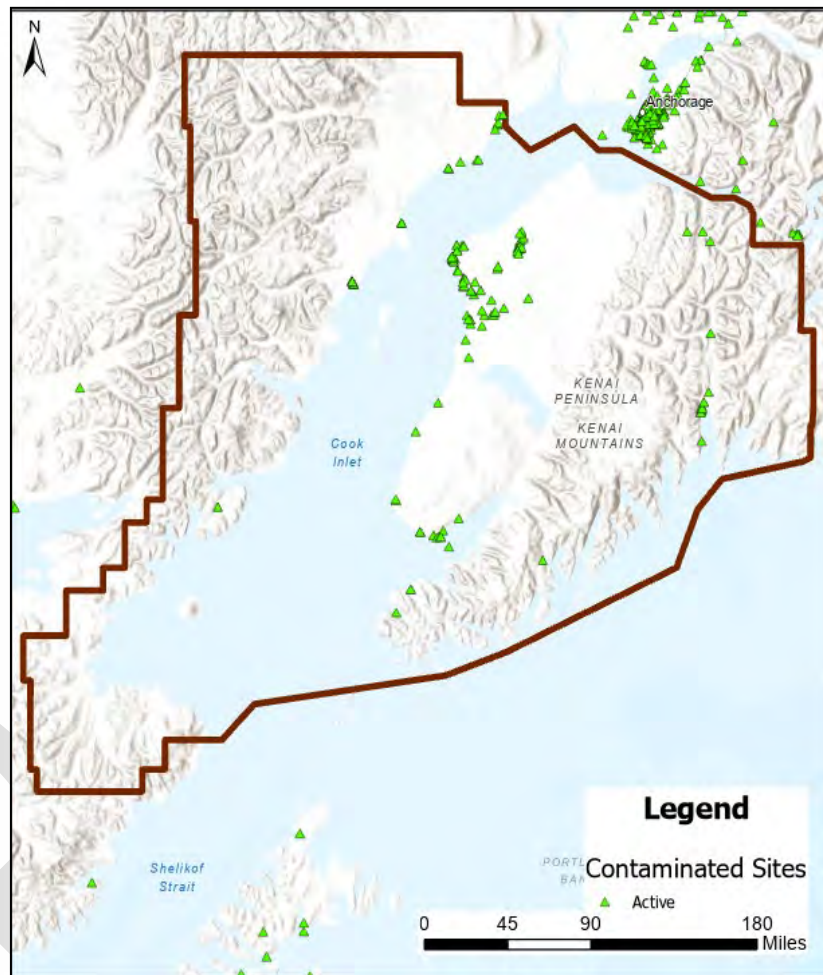 N
Anchorage
KENAI
PENINSULA
KENAI
MOUNTAINS
Cook
Inlet
Shelikof
Strait
Legend
Contaminated Sites
Active
0 45 90 180
Miles